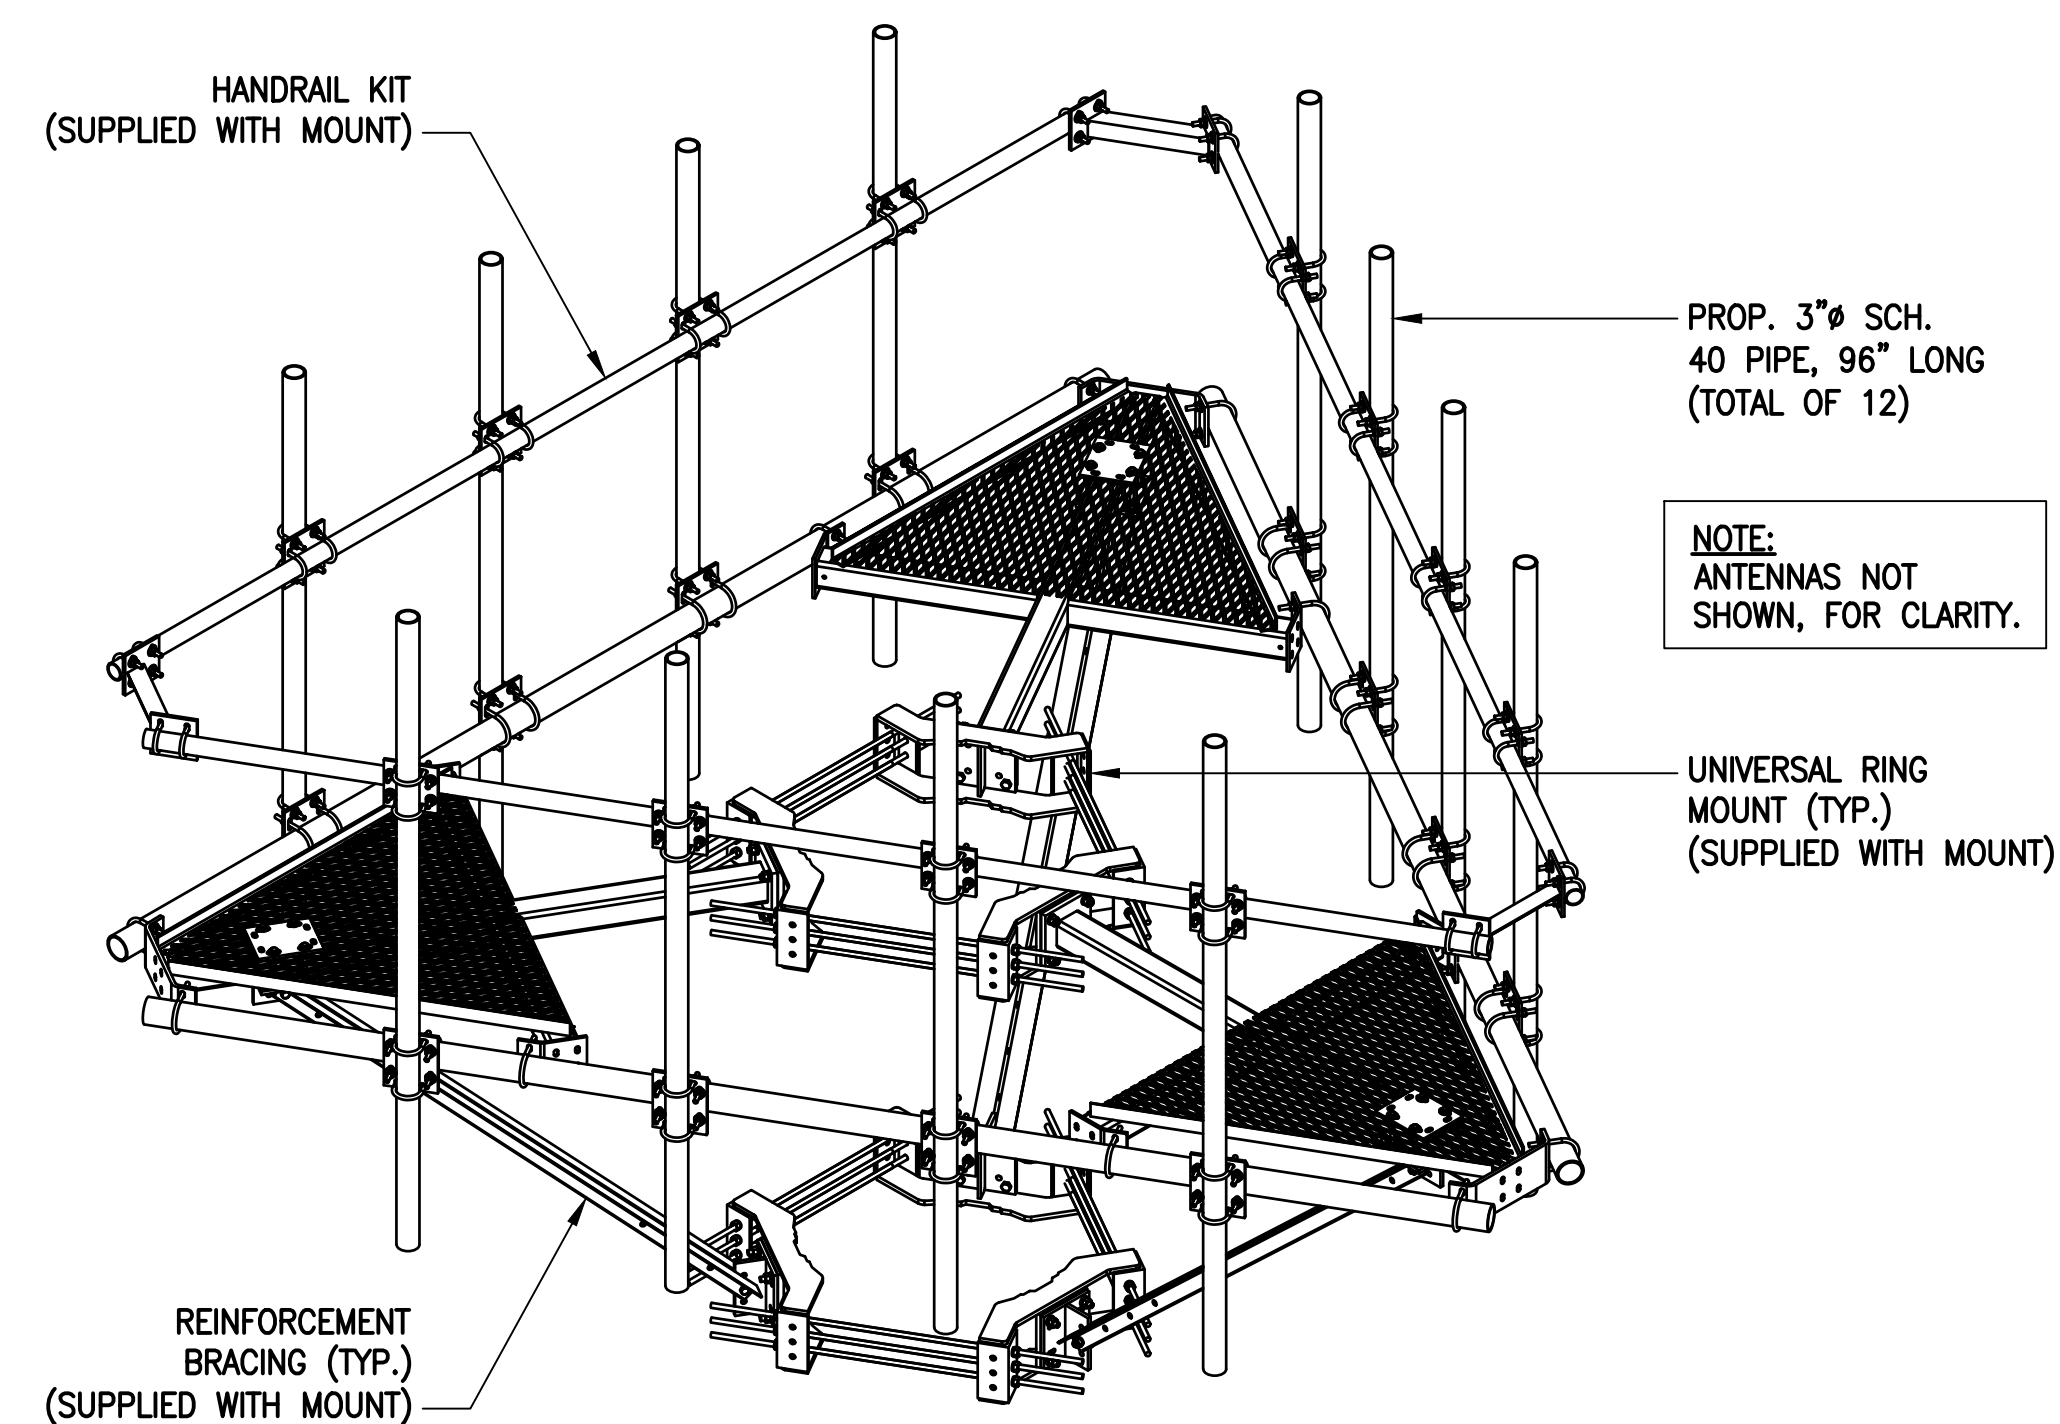 HANDRAIL KIT
(SUPPLIED WITH MOUNT)
PROP. 3"ø SCH.
40 PIPE, 96" LONG
(TOTAL OF 12)
NOTE:
ANTENNAS NOT
SHOWN, FOR CLARITY.
UNIVERSAL RING
MOUNT (TYP.)
(SUPPLIED WITH MOUNT)
REINFORCEMENT
BRACING (TYP.)
(SUPPLIED WITH MOUNT)